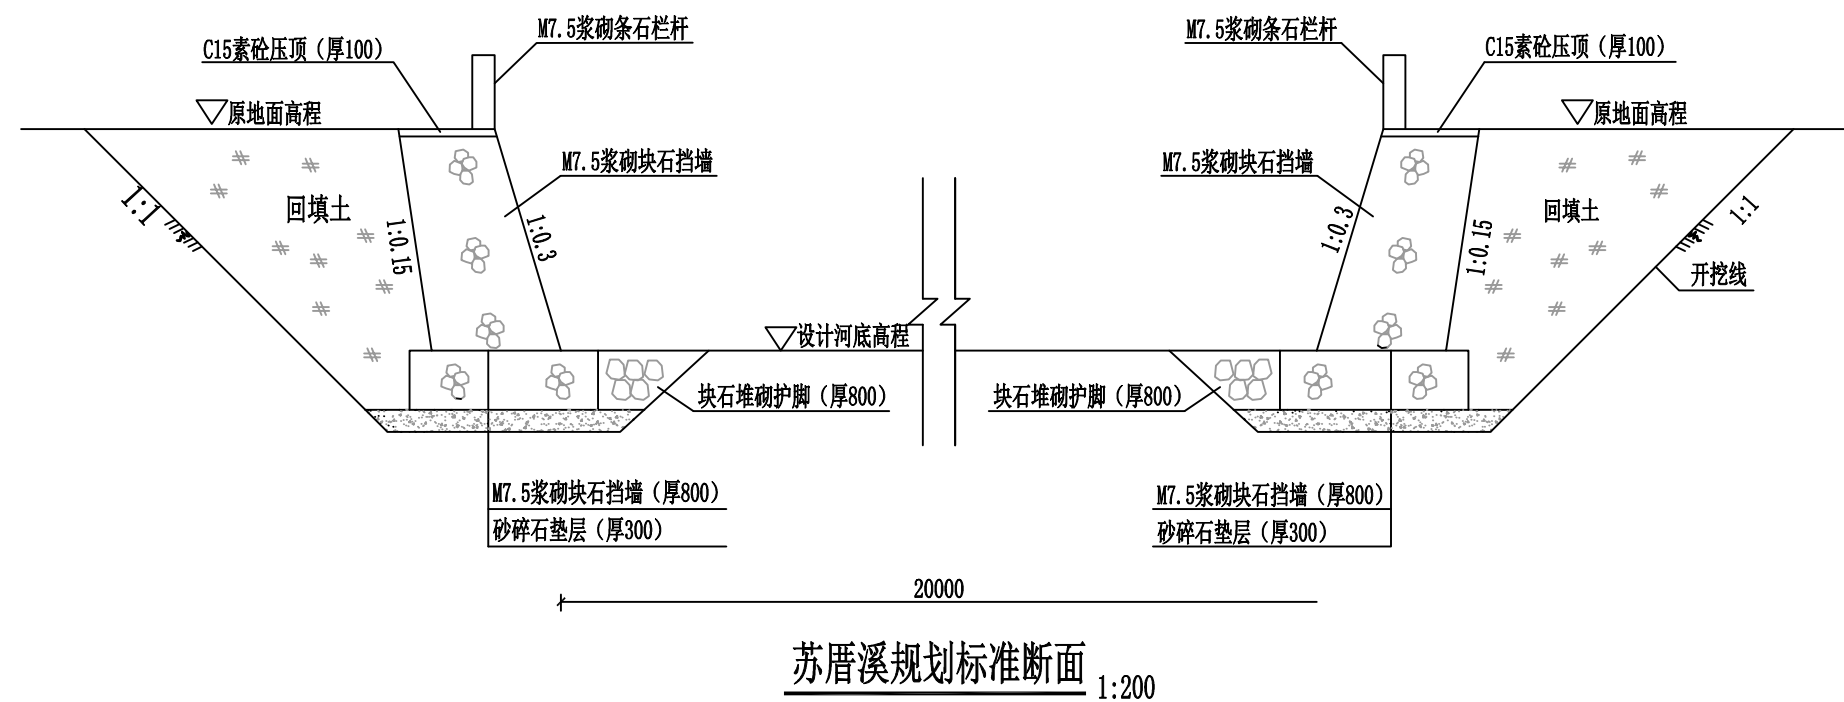 M7.5浆砌条石栏杆
M7.5浆砌条石栏杆
C15素砼压顶（厚100）
C15素砼压顶（厚100）
原地面高程
原地面高程
M7.5浆砌块石挡墙
M7.5浆砌块石挡墙
1:1
回填土
1:0.15
1:0.3
1:0.3
1:0.15
回填土
1:1
开挖线
设计河底高程
块石堆砌护脚（厚800）
块石堆砌护脚（厚800）
M7.5浆砌块石挡墙（厚800）
M7.5浆砌块石挡墙（厚800）
砂碎石垫层（厚300）
砂碎石垫层（厚300）
20000
苏厝溪规划标准断面 1:200